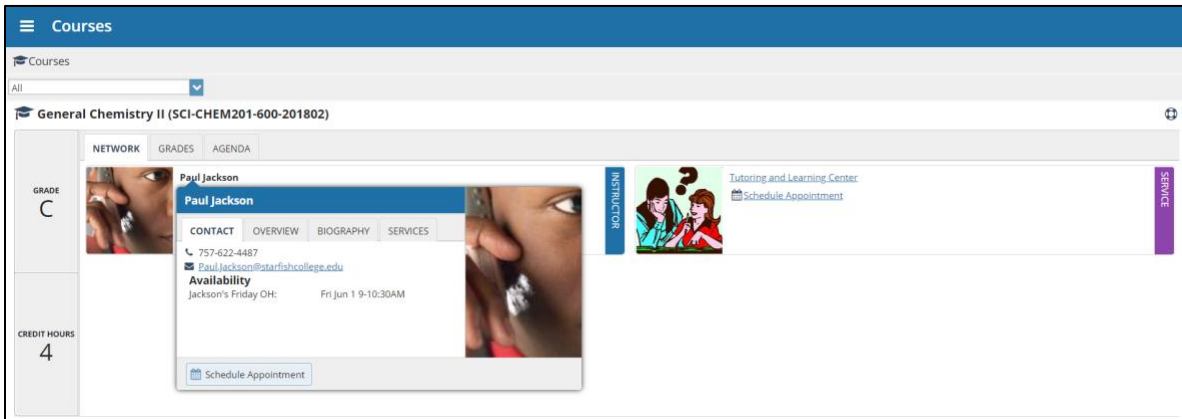 Courses
Courses
All
General Chemistry II (SCI-CHEM201-600-201802)
NETWORK GRADES AGENDA
GRADE
C
CREDIT HOURS
4
Paul Jackson
INSTRUCTOR
Paul Jackson
CONTACT OVERVIEW BIOGRAPHY SERVICES
757-622-4487
Paul.Jackson@starfishcollege.edu
Availability
Jackson's Friday OH: Fri Jun 1 9-10:30AM
Schedule Appointment
Tutoring and Learning Center
Schedule Appointment
SERVICE